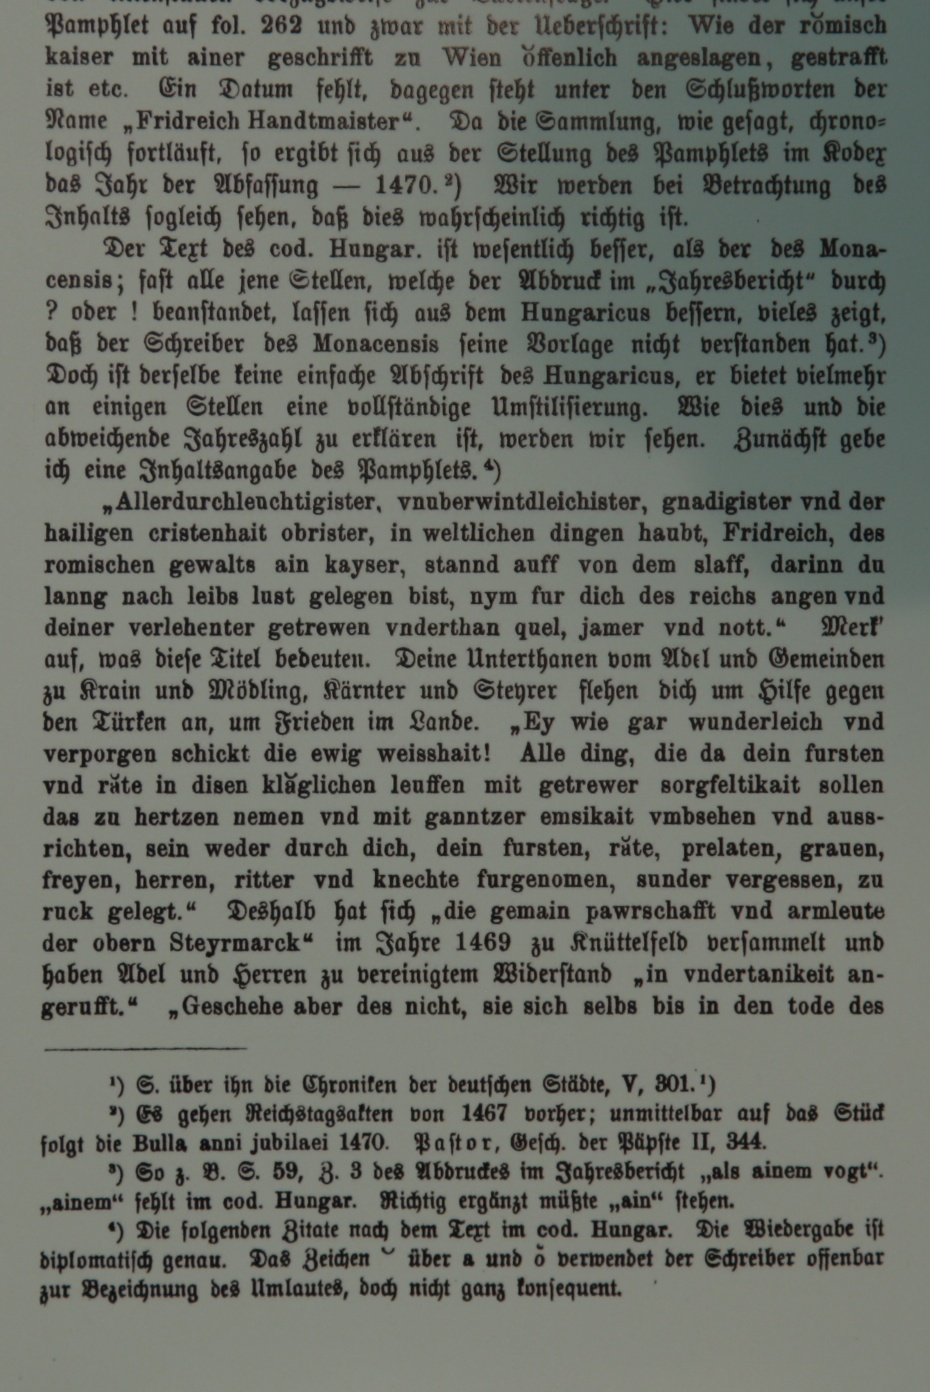 Pamphlet auf fol. 262 und zwar mit der Ueberschrift: Wie der rǒmisch
kaiser mit ainer geschrifft zu Wien ǒffenlich angeslagen, gestrafft
ist etc. Ein Datum fehlt, dagegen steht unter den Schlußworten der
Name „Fridreich Handtmaister“. Da die Sammlung, wie gesagt, chrono-
logisch fortläuft, so ergibt sich aus der Stellung des Pamphlets im Kodex
das Jahr der Abfassung — 1470.²) Wir werden bei Betrachtung des
Inhalts sogleich sehen, daß dies wahrscheinlich richtig ist.
Der Text des cod. Hungar. ist wesentlich besser, als der des Mona-
censis; fast alle jene Stellen, welche der Abdruck im „Jahresbericht“ durch
? oder ! beanstandet, lassen sich aus dem Hungaricus bessern, vieles zeigt,
daß der Schreiber des Monacensis seine Vorlage nicht verstanden hat.³)
Doch ist derselbe keine einfache Abschrift des Hungaricus, er bietet vielmehr
an einigen Stellen eine vollständige Umstilisierung. Wie dies und die
abweichende Jahreszahl zu erklären ist, werden wir sehen. Zunächst gebe
ich eine Inhaltsangabe des Pamphlets.⁴)
„Allerdurchleuchtigister, vnuberwintdleichister, gnadigister vnd der
hailigen cristenhait obrister, in weltlichen dingen haubt, Fridreich, des
romischen gewalts ain kayser, stannd auff von dem slaff, darinn du
lanng nach leibs lust gelegen bist, nym fur dich des reichs angen vnd
deiner verlehenter getrewen vnderthan quel, jamer vnd nott.“ Merk’
auf, was diese Titel bedeuten. Deine Unterthanen vom Adel und Gemeinden
zu Krain und Mödling, Kärnter und Steyrer flehen dich um Hilfe gegen
den Türken an, um Frieden im Lande. „Ey wie gar wunderleich vnd
verporgen schickt die ewig weisshait! Alle ding, die da dein fursten
vnd rǎte in disen klǎglichen leuffen mit getrewer sorgfeltikait sollen
das zu hertzen nemen vnd mit ganntzer emsikait vmbsehen vnd auss-
richten, sein weder durch dich, dein fursten, rǎte, prelaten, grauen,
freyen, herren, ritter vnd knechte furgenomen, sunder vergessen, zu
ruck gelegt.“ Deshalb hat sich „die gemain pawrschafft vnd armleute
der obern Steyrmarck“ im Jahre 1469 zu Knüttelfeld versammelt und
haben Adel und Herren zu vereinigtem Widerstand „in vndertanikeit an-
gerufft.“ „Geschehe aber des nicht, sie sich selbs bis in den tode des
¹) S. über ihn die Chroniken der deutschen Städte, V, 301.¹)
²) Es gehen Reichstagsakten von 1467 vorher; unmittelbar auf das Stück
folgt die Bulla anni jubilaei 1470. Pastor, Gesch. der Päpste II, 344.
³) So z. B. S. 59, Z. 3 des Abdruckes im Jahresbericht „als ainem vogt“.
„ainem“ fehlt im cod. Hungar. Richtig ergänzt müßte „ain“ stehen.
⁴) Die folgenden Zitate nach dem Text im cod. Hungar. Die Wiedergabe ist
diplomatisch genau. Das Zeichen ˘ über a und ǒ verwendet der Schreiber offenbar
zur Bezeichnung des Umlautes, doch nicht ganz konsequent.